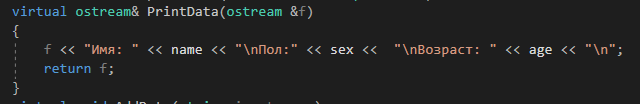 virtual ostream& PrintData(ostream &f)
{
f << "Имя: " << name << "\nПол:" << sex <<  "\nВозраст: " << age << "\n";
return f;
}